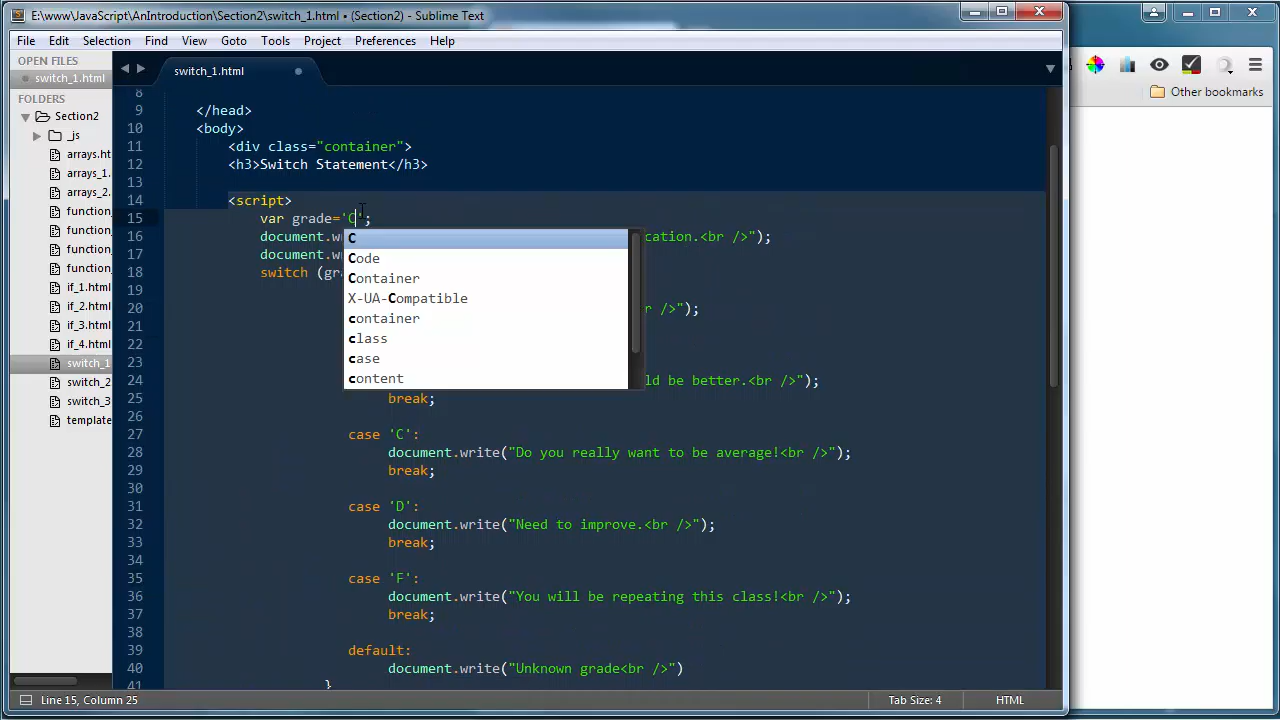 E:\www\JavaScript\AnIntroduction\Section2\switch_1.html • (Section2) - Sublime Text
File Edit Selection Find View Goto Tools Project Preferences Help
OPEN FILES
switch_1.html
FOLDERS
Section2
_js
arrays.ht
arrays_1.
arrays_2.
function_
function_
function_
function_
if_1.html
if_2.html
if_3.html
if_4.html
switch_1
switch_2
switch_3
template
switch_1.html
8
9 </head>
10 <body>
11 <div class="container">
12 <h3>Switch Statement</h3>
13
14 <script>
15 var grade='C';
16 document.w cation.<br />");
17 document.w
18 switch (gr
20 r />");
21
22
23
24 ld be better.<br />");
25 break;
26
27 case 'C':
28 document.write("Do you really want to be average!<br />");
29 break;
30
31 case 'D':
32 document.write("Need to improve.<br />");
33 break;
34
35 case 'F':
36 document.write("You will be repeating this class!<br />");
37 break;
38
39 default:
40 document.write("Unknown grade<br />")
41 }
C
Code
Container
X-UA-Compatible
container
class
case
content
Line 15, Column 25 Tab Size: 4 HTML
Other bookmarks